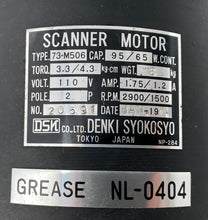 SCANNER MOTOR
TYPE 73-M506 CAP. 95/65 W.CONT.
TORQ. 3.3/4.3 kg-cm WGT. kg
VOLT. 110 V AMP. 1.75/1.2 A
POLE 2 P R.P.M. 2900/1500
NO. 20531
DSK CO.,LTD. DENKI SYOKOSYO
TOKYO JAPAN
NP-284
GREASE NL-0404